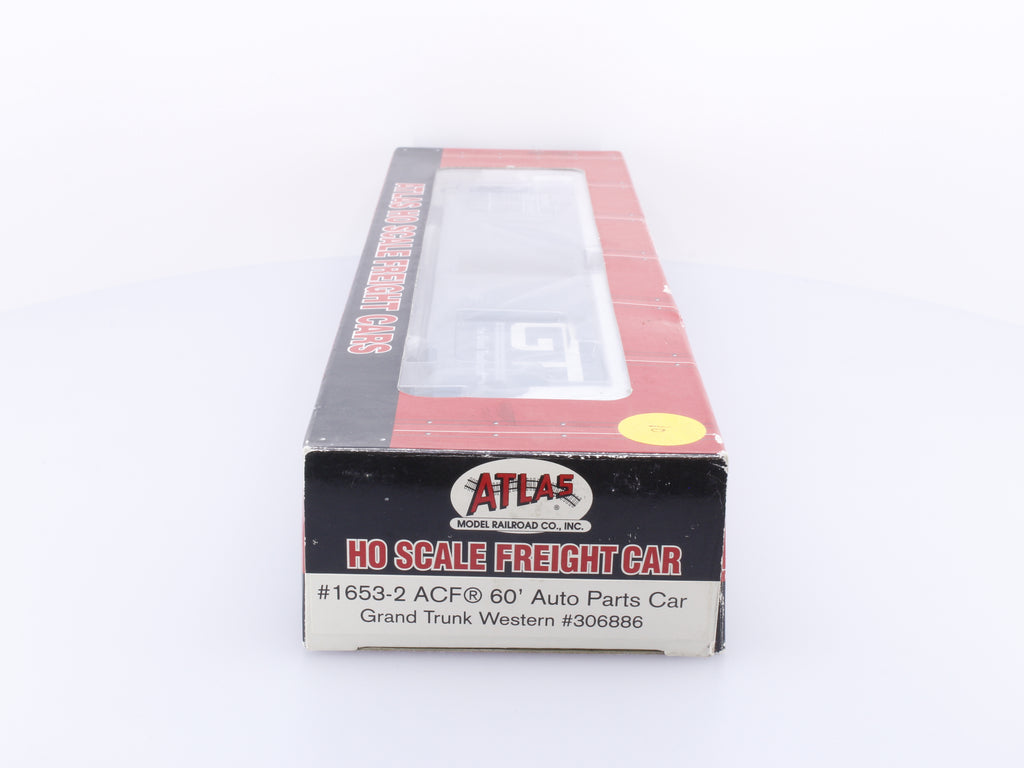 ATLAS HO SCALE FREIGHT CARS
GT
ATLAS®
MODEL RAILROAD CO., INC.
HO SCALE FREIGHT CAR
#1653-2 ACF® 60' Auto Parts Car
Grand Trunk Western #306886